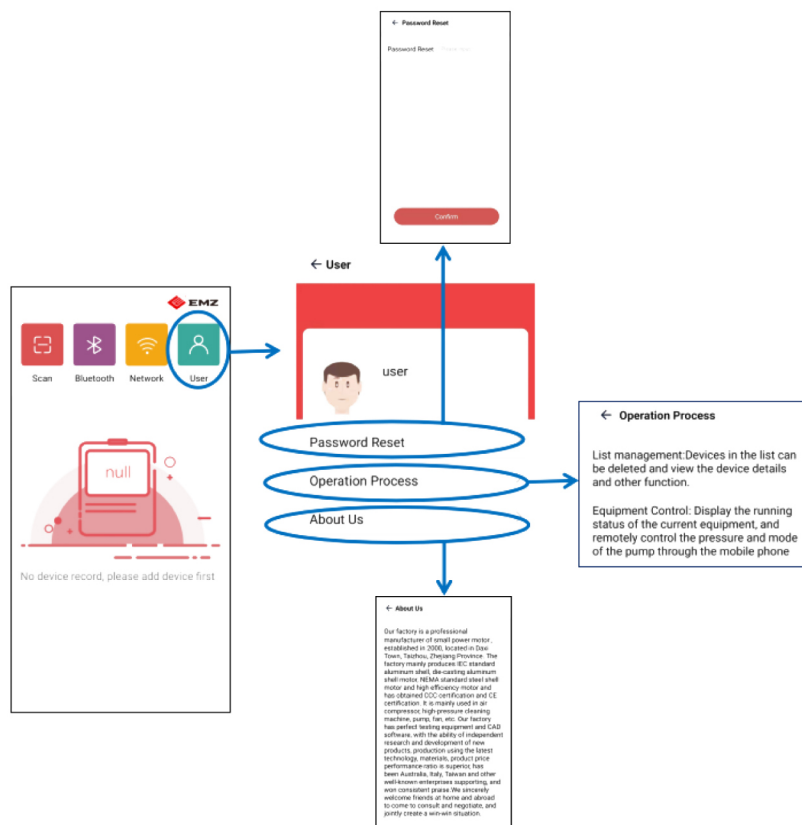 ← Password Reset
Password Reset
Confirm
← User
EMZ
Scan
Bluetooth
Network
User
null
No device record, please add device first
user
Password Reset
Operation Process
About Us
← Operation Process
List management:Devices in the list can
be deleted and view the device details
and other function.
Equipment Control: Display the running
status of the current equipment, and
remotely control the pressure and mode
of the pump through the mobile phone
← About Us
Our factory is a professional
manufacturer of small power motor ,
established in 2000, located in Daxi
Town, Taizhou, Zhejiang Province. The
factory mainly produces IEC standard
aluminum shell, die-casting aluminum
shell motor, NEMA standard steel shell
motor and high efficiency motor and
has obtained CCC certification and CE
certification. It is mainly used in air
compressor, high-pressure cleaning
machine, pump, fan, etc. Our factory
has perfect testing equipment and CAD
software, with the ability of independent
research and development of new
products, production using the latest
technology, materials, product price
performance ratio is superior, has
been Australia, Italy, Taiwan and other
well-known enterprises supporting, and
won consistent praise.We sincerely
welcome friends at home and abroad
to come to consult and negotiate, and
jointly create a win-win situation.